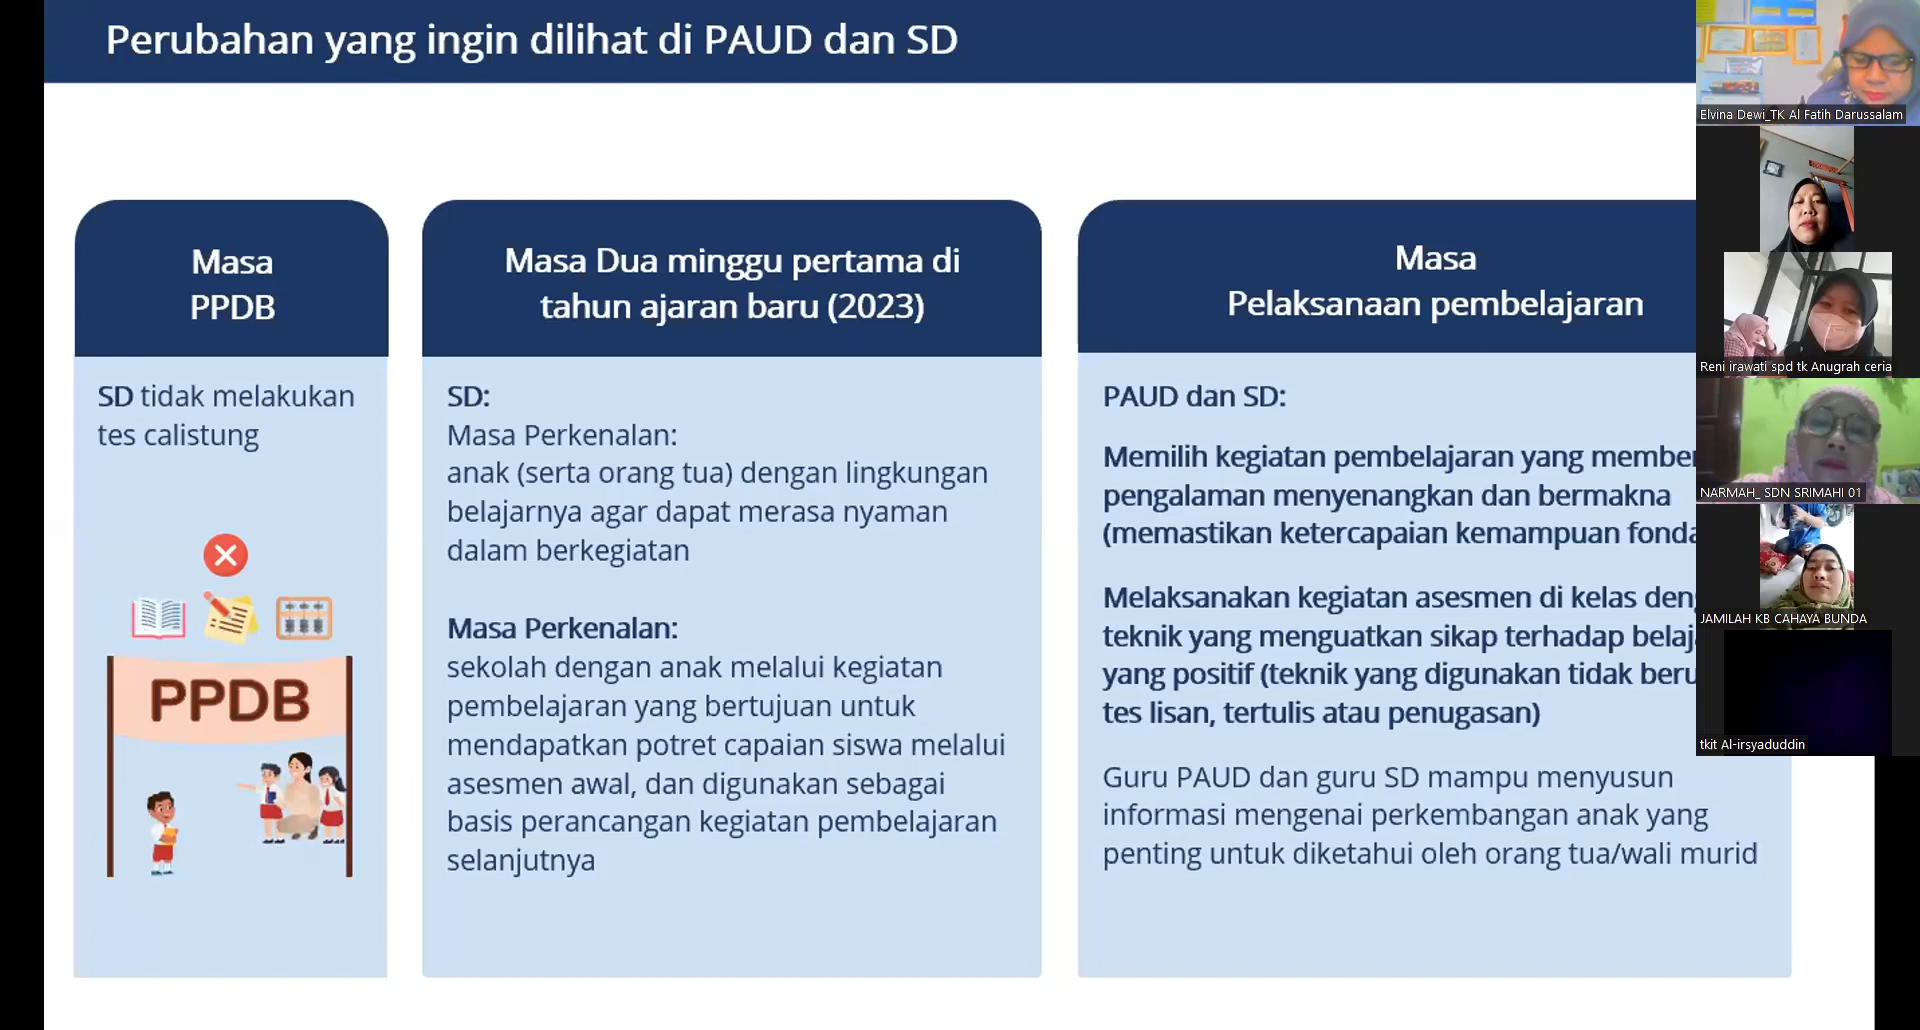 Perubahan yang ingin dilihat di PAUD dan SD
Masa
PPDB
SD tidak melakukan
tes calistung
PPDB
Masa Dua minggu pertama di
tahun ajaran baru (2023)
SD:
Masa Perkenalan:
anak (serta orang tua) dengan lingkungan
belajarnya agar dapat merasa nyaman
dalam berkegiatan
Masa Perkenalan:
sekolah dengan anak melalui kegiatan
pembelajaran yang bertujuan untuk
mendapatkan potret capaian siswa melalui
asesmen awal, dan digunakan sebagai
basis perancangan kegiatan pembelajaran
selanjutnya
Masa
Pelaksanaan pembelajaran
PAUD dan SD:
Memilih kegiatan pembelajaran yang
pengalaman menyenangkan dan bermakna
(memastikan ketercapaian kemampuan
Melaksanakan kegiatan asesmen di kelas
teknik yang menguatkan sikap terhadap
yang positif (teknik yang digunakan tidak
tes lisan, tertulis atau penugasan)
Guru PAUD dan guru SD mampu menyusun
informasi mengenai perkembangan anak yang
penting untuk diketahui oleh orang tua/wali murid
Elvina Dewi_TK Al Fatih Darussalam
Reni irawati spd tk Anugrah ceria
NARMAH_ SDN SRIMAHI 01
JAMILAH KB CAHAYA BUNDA
tkit Al-irsyaduddin